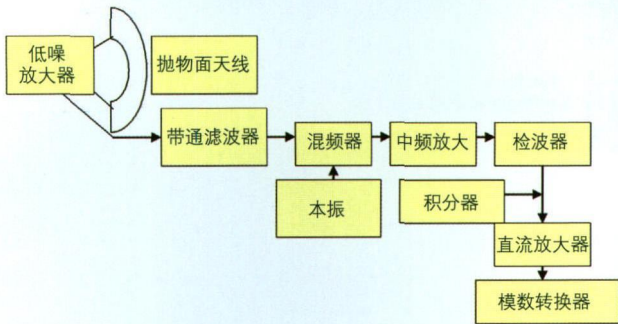 低噪
放大器
抛物面天线
带通滤波器
混频器
中频放大
检波器
本振
积分器
直流放大器
模数转换器